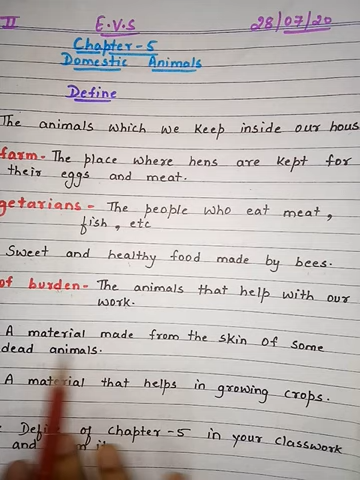 II E.V.S 28/07/20
Chapter-5
Domestic Animals
Define
The animals which we keep inside our hous
farm- The place where hens are kept for
their eggs and meat.
getarians- The people who eat meat,
fish, etc
Sweet and healthy food made by bees.
of burden- The animals that help with our
work.
A material made from the skin of some
dead animals.
A material that helps in growing crops.
: Define of chapter-5 in your classwork
and